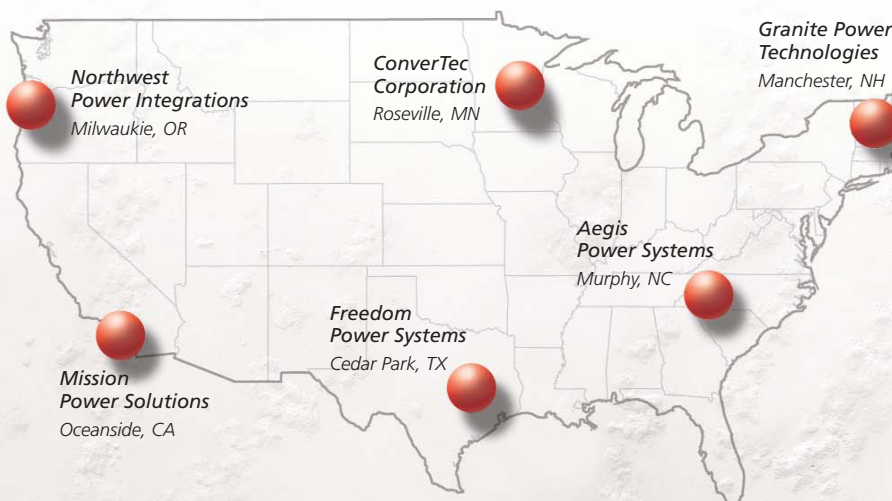 Northwest
Power Integrations
Milwaukie, OR
ConverTec
Corporation
Roseville, MN
Granite Power
Technologies
Manchester, NH
Aegis
Power Systems
Murphy, NC
Freedom
Power Systems
Cedar Park, TX
Mission
Power Solutions
Oceanside, CA